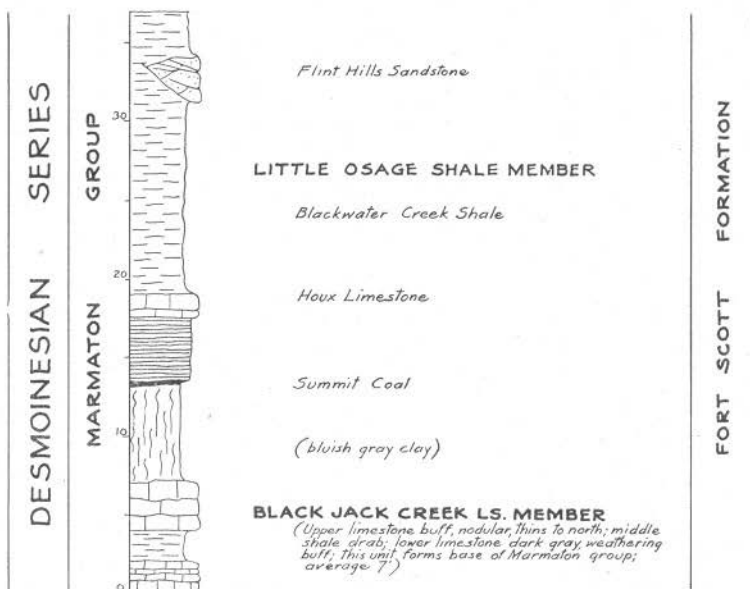 DESMOINESIAN SERIES
MARMATON GROUP
30
20
10
0
Flint Hills Sandstone
LITTLE OSAGE SHALE MEMBER
Blackwater Creek Shale
Houx Limestone
Summit Coal
(bluish gray clay)
BLACK JACK CREEK LS. MEMBER
(Upper limestone buff, nodular, thins to north; middle
shale drab; lower limestone dark gray, weathering
buff; this unit forms base of Marmaton group;
average 7')
FORT SCOTT FORMATION